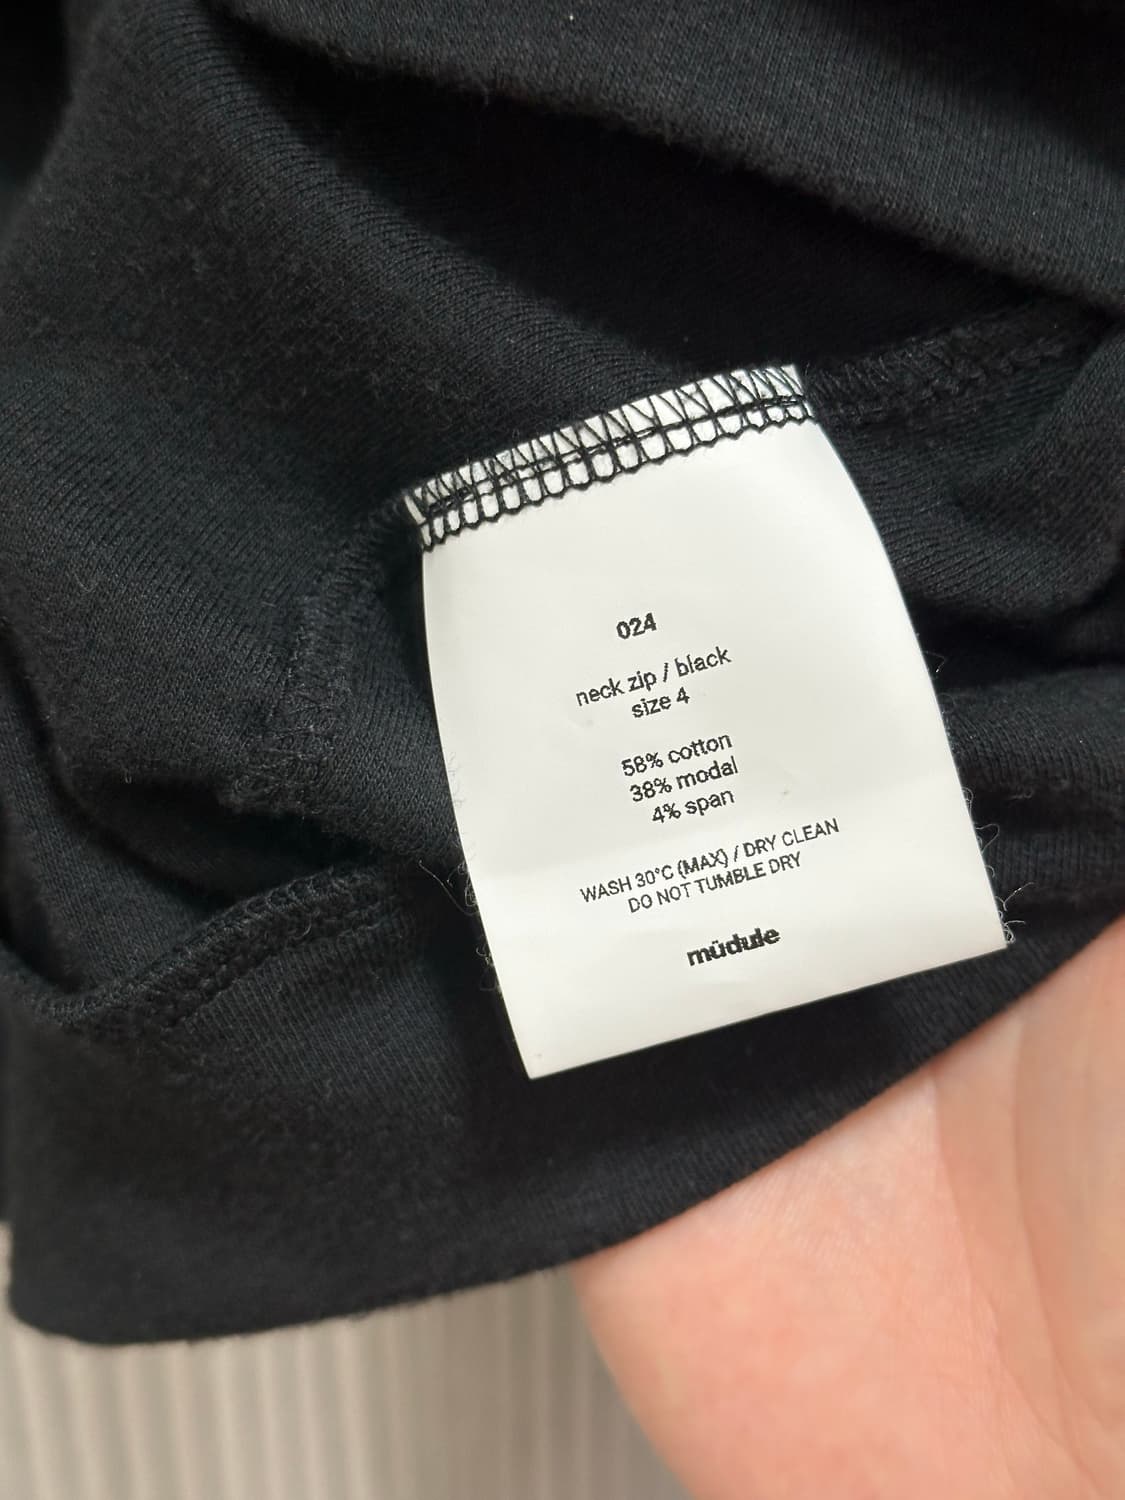 024
neck zip / black
size 4
58% cotton
38% modal
4% span
WASH 30°C (MAX) / DRY CLEAN
DO NOT TUMBLE DRY
müdule